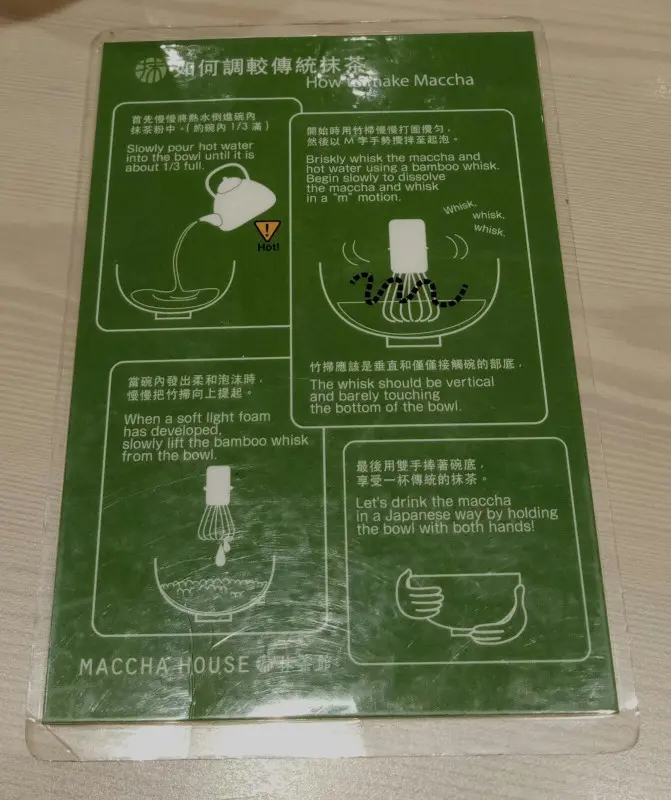 如何調較傳統抹茶
How to make Maccha
首先慢慢將熱水倒進碗內
抹茶粉中。(約碗內 1/3 滿)
Slowly pour hot water
into the bowl until it is
about 1/3 full.
Hot!
開始時用竹掃慢慢打圈攪勻，
然後以 M 字手勢攪拌至起泡。
Briskly whisk the maccha and
hot water using a bamboo whisk.
Begin slowly to dissolve
the maccha and whisk
in a "m" motion.
Whisk,
whisk,
whisk.
竹掃應該是垂直和僅僅接觸碗的部底，
The whisk should be vertical
and barely touching
the bottom of the bowl.
當碗內發出柔和泡沫時，
慢慢把竹掃向上提起。
When a soft light foam
has developed,
slowly lift the bamboo whisk
from the bowl.
最後用雙手捧著碗底，
享受一杯傳統的抹茶。
Let's drink the maccha
in a Japanese way by holding
the bowl with both hands!
MACCHA HOUSE 抹茶館